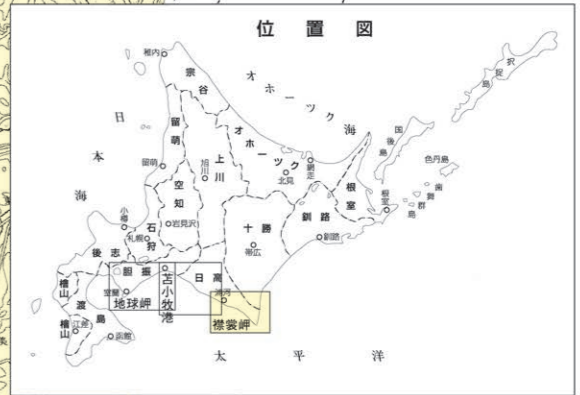 位置図
稚内
宗谷
オホーツク海
択捉島
国後島
色丹島
歯舞群島
日本海
留萌
留萌
上川
旭川
オホーツク
北見
網走
根室
根室
空知
岩見沢
小樽
石狩
札幌
後志
十勝
帯広
釧路
釧路
胆振
室蘭
日高
浦河
苫小牧港
地球岬
襟裳岬
檜山
渡島
檜山
江差
函館
太平洋